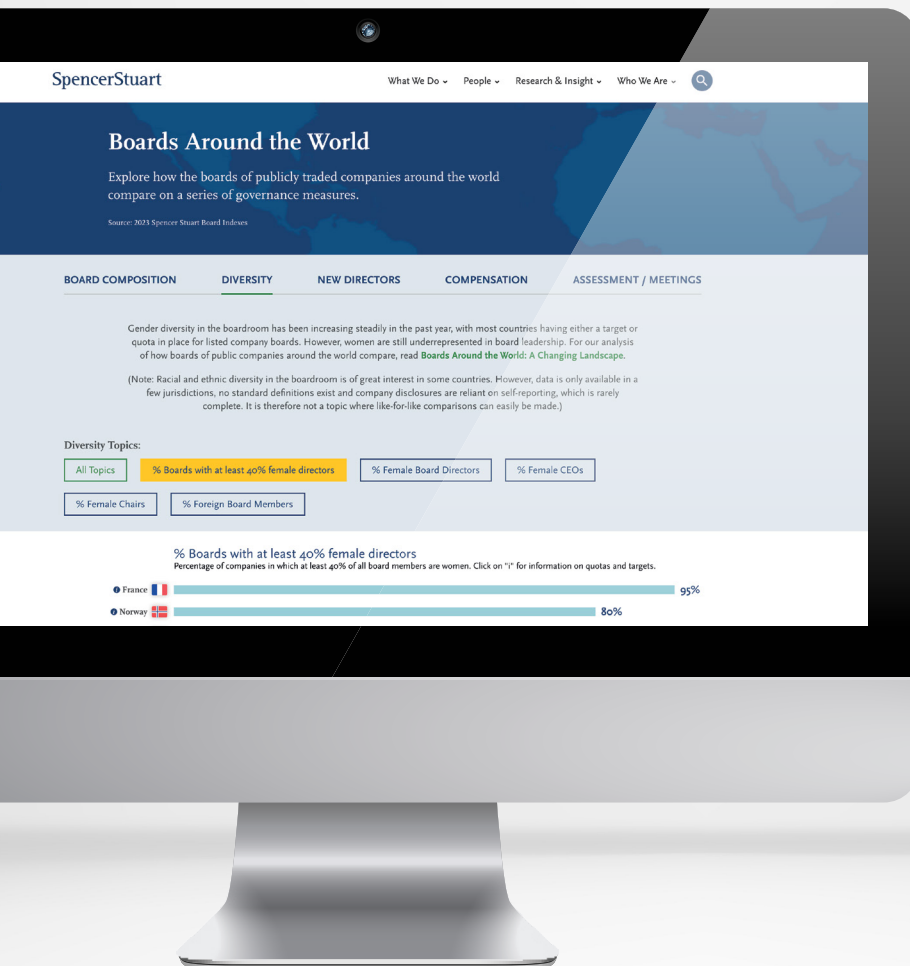 SpencerStuart
What We Do People Research & Insight Who We Are
Boards Around the World
Explore how the boards of publicly traded companies around the world
compare on a series of governance measures.
Source: 2023 Spencer Stuart Board Indexes
BOARD COMPOSITION DIVERSITY NEW DIRECTORS COMPENSATION ASSESSMENT / MEETINGS
Gender diversity in the boardroom has been increasing steadily in the past year, with most countries having either a target or
quota in place for listed company boards. However, women are still underrepresented in board leadership. For our analysis
of how boards of public companies around the world compare, read Boards Around the World: A Changing Landscape.
(Note: Racial and ethnic diversity in the boardroom is of great interest in some countries. However, data is only available in a
few jurisdictions, no standard definitions exist and company disclosures are reliant on self-reporting, which is rarely
complete. It is therefore not a topic where like-for-like comparisons can easily be made.)
Diversity Topics:
All Topics % Boards with at least 40% female directors % Female Board Directors % Female CEOs
% Female Chairs % Foreign Board Members
% Boards with at least 40% female directors
Percentage of companies in which at least 40% of all board members are women. Click on "i" for information on quotas and targets.
i France 95%
i Norway 80%